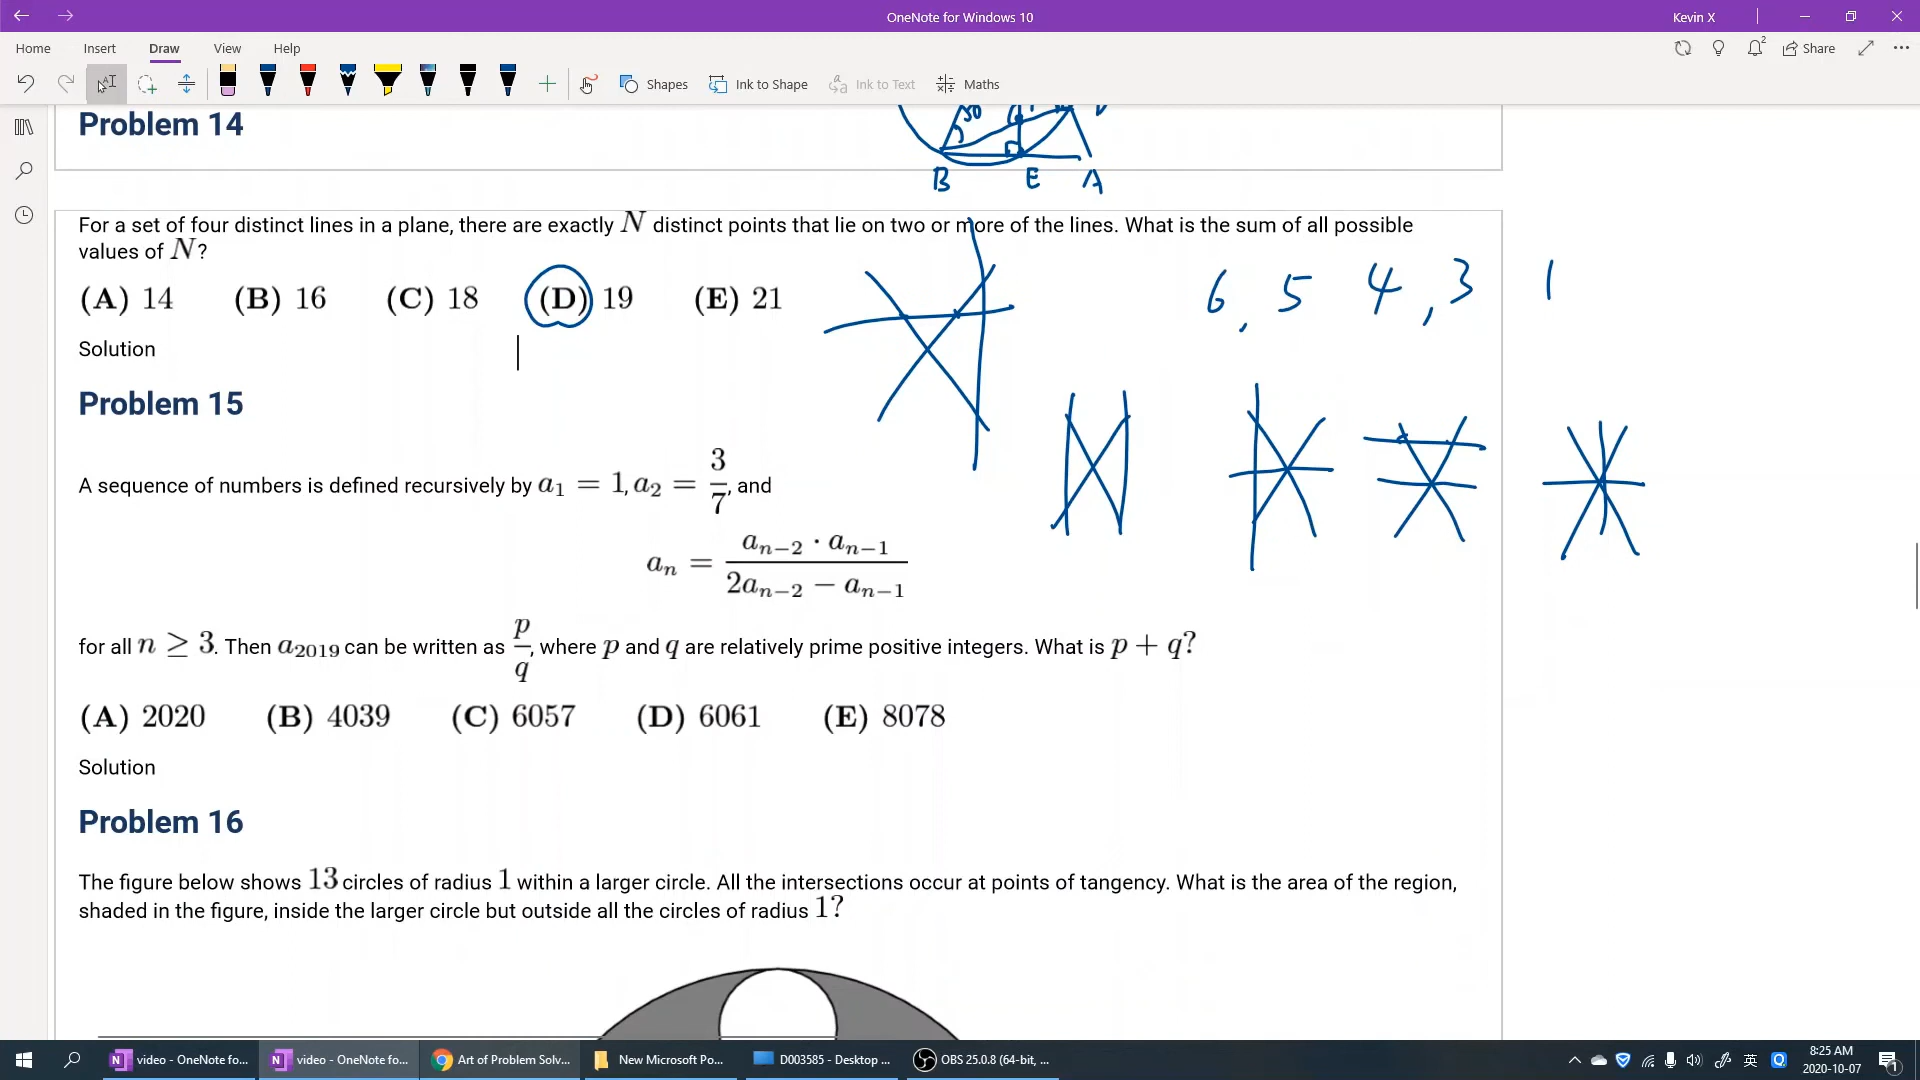 OneNote for Windows 10
Kevin X
Home Insert Draw View Help
2
Share
Shapes Ink to Shape Ink to Text Maths
Problem 14
B E A
For a set of four distinct lines in a plane, there are exactly N distinct points that lie on two or more of the lines. What is the sum of all possible
values of N?
(A) 14 (B) 16 (C) 18 (D) 19 (E) 21
6, 5 4, 3 1
Solution
Problem 15
A sequence of numbers is defined recursively by a₁ = 1, a₂ = 3/7, and
aₙ = (aₙ₋₂ · aₙ₋₁)/(2aₙ₋₂ − aₙ₋₁)
for all n ≥ 3. Then a₂₀₁₉ can be written as p/q, where p and q are relatively prime positive integers. What is p + q?
(A) 2020 (B) 4039 (C) 6057 (D) 6061 (E) 8078
Solution
Problem 16
The figure below shows 13 circles of radius 1 within a larger circle. All the intersections occur at points of tangency. What is the area of the region,
shaded in the figure, inside the larger circle but outside all the circles of radius 1?
video - OneNote fo... video - OneNote fo... Art of Problem Solv... New Microsoft Po... D003585 - Desktop ... OBS 25.0.8 (64-bit, ...
英
8:25 AM
2020-10-07
1